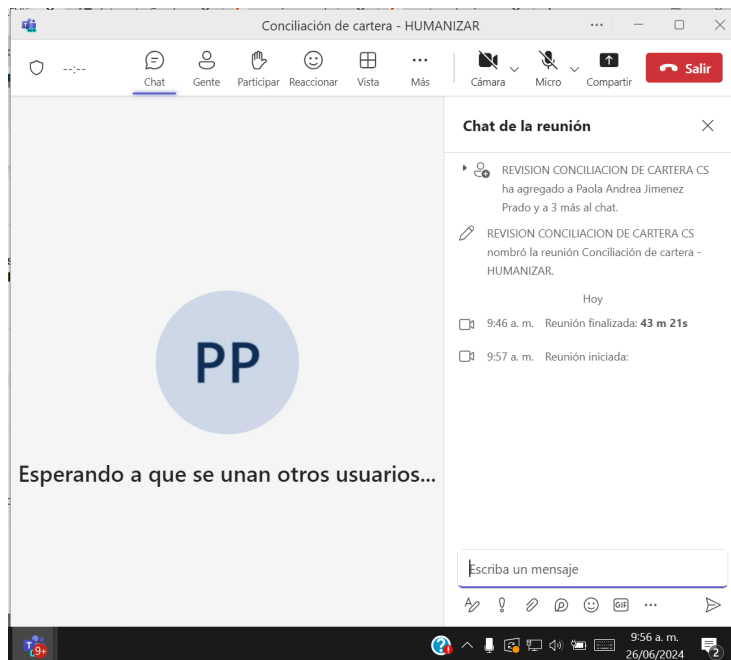 Conciliación de cartera - HUMANIZAR
--:--
Chat
Gente
Participar
Reaccionar
Vista
Más
Cámara
Micro
Compartir
Salir
PP
Esperando a que se unan otros usuarios...
Chat de la reunión
REVISION CONCILIACION DE CARTERA CS
ha agregado a Paola Andrea Jimenez
Prado y a 3 más al chat.
REVISION CONCILIACION DE CARTERA CS
nombró la reunión Conciliación de cartera -
HUMANIZAR.
Hoy
9:46 a. m. Reunión finalizada: 43 m 21s
9:57 a. m. Reunión iniciada:
Escriba un mensaje
GIF
9+
9:56 a. m.
26/06/2024
2